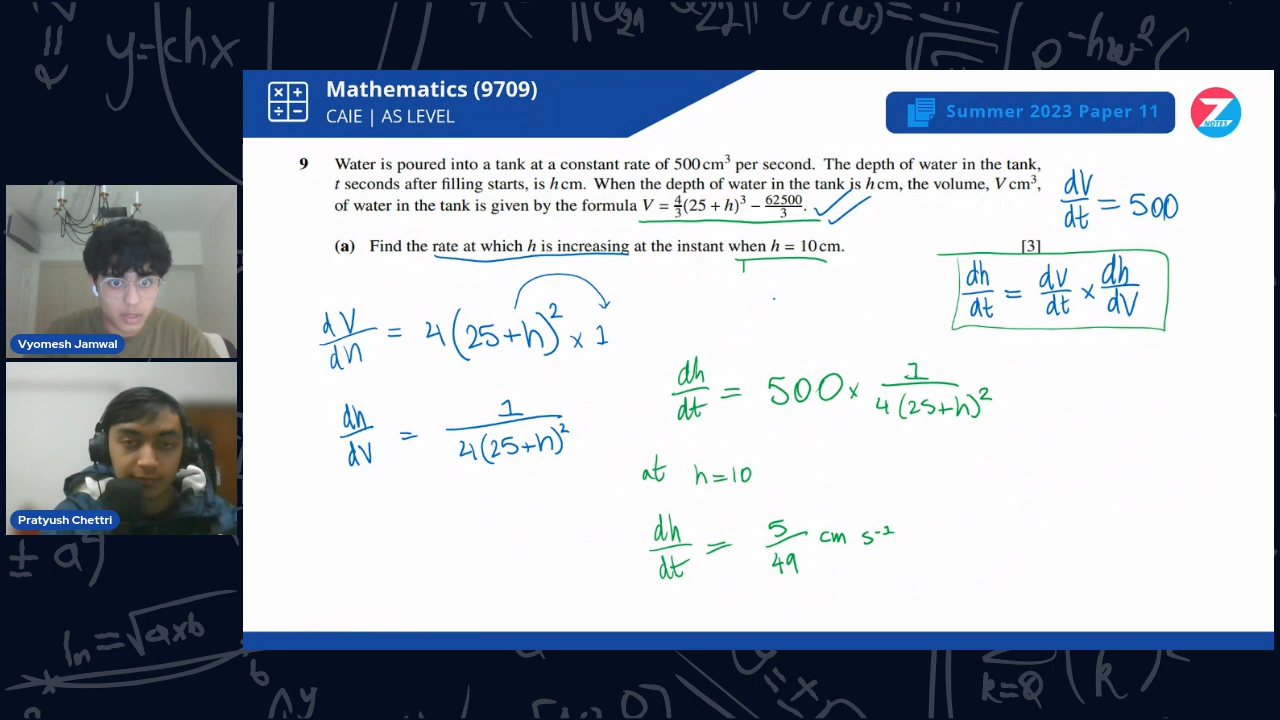 y=chx
Mathematics (9709)
CAIE | AS LEVEL
Summer 2023 Paper 11
Z
NOTES
9 Water is poured into a tank at a constant rate of 500 cm³ per second. The depth of water in the tank,
t seconds after filling starts, is h cm. When the depth of water in the tank is h cm, the volume, V cm³,
of water in the tank is given by the formula V = 4/3(25 + h)³ − 62500/3.
dV/dt = 500
(a) Find the rate at which h is increasing at the instant when h = 10 cm. [3]
dh/dt = dV/dt × dh/dV
dV/dh = 4(25+h)² × 1
dh/dt = 500 × 1/4(25+h)²
dh/dV = 1/4(25+h)²
at h=10
dh/dt = 5/49 cm s⁻¹
Vyomesh Jamwal
Pratyush Chettri
ln=√axb